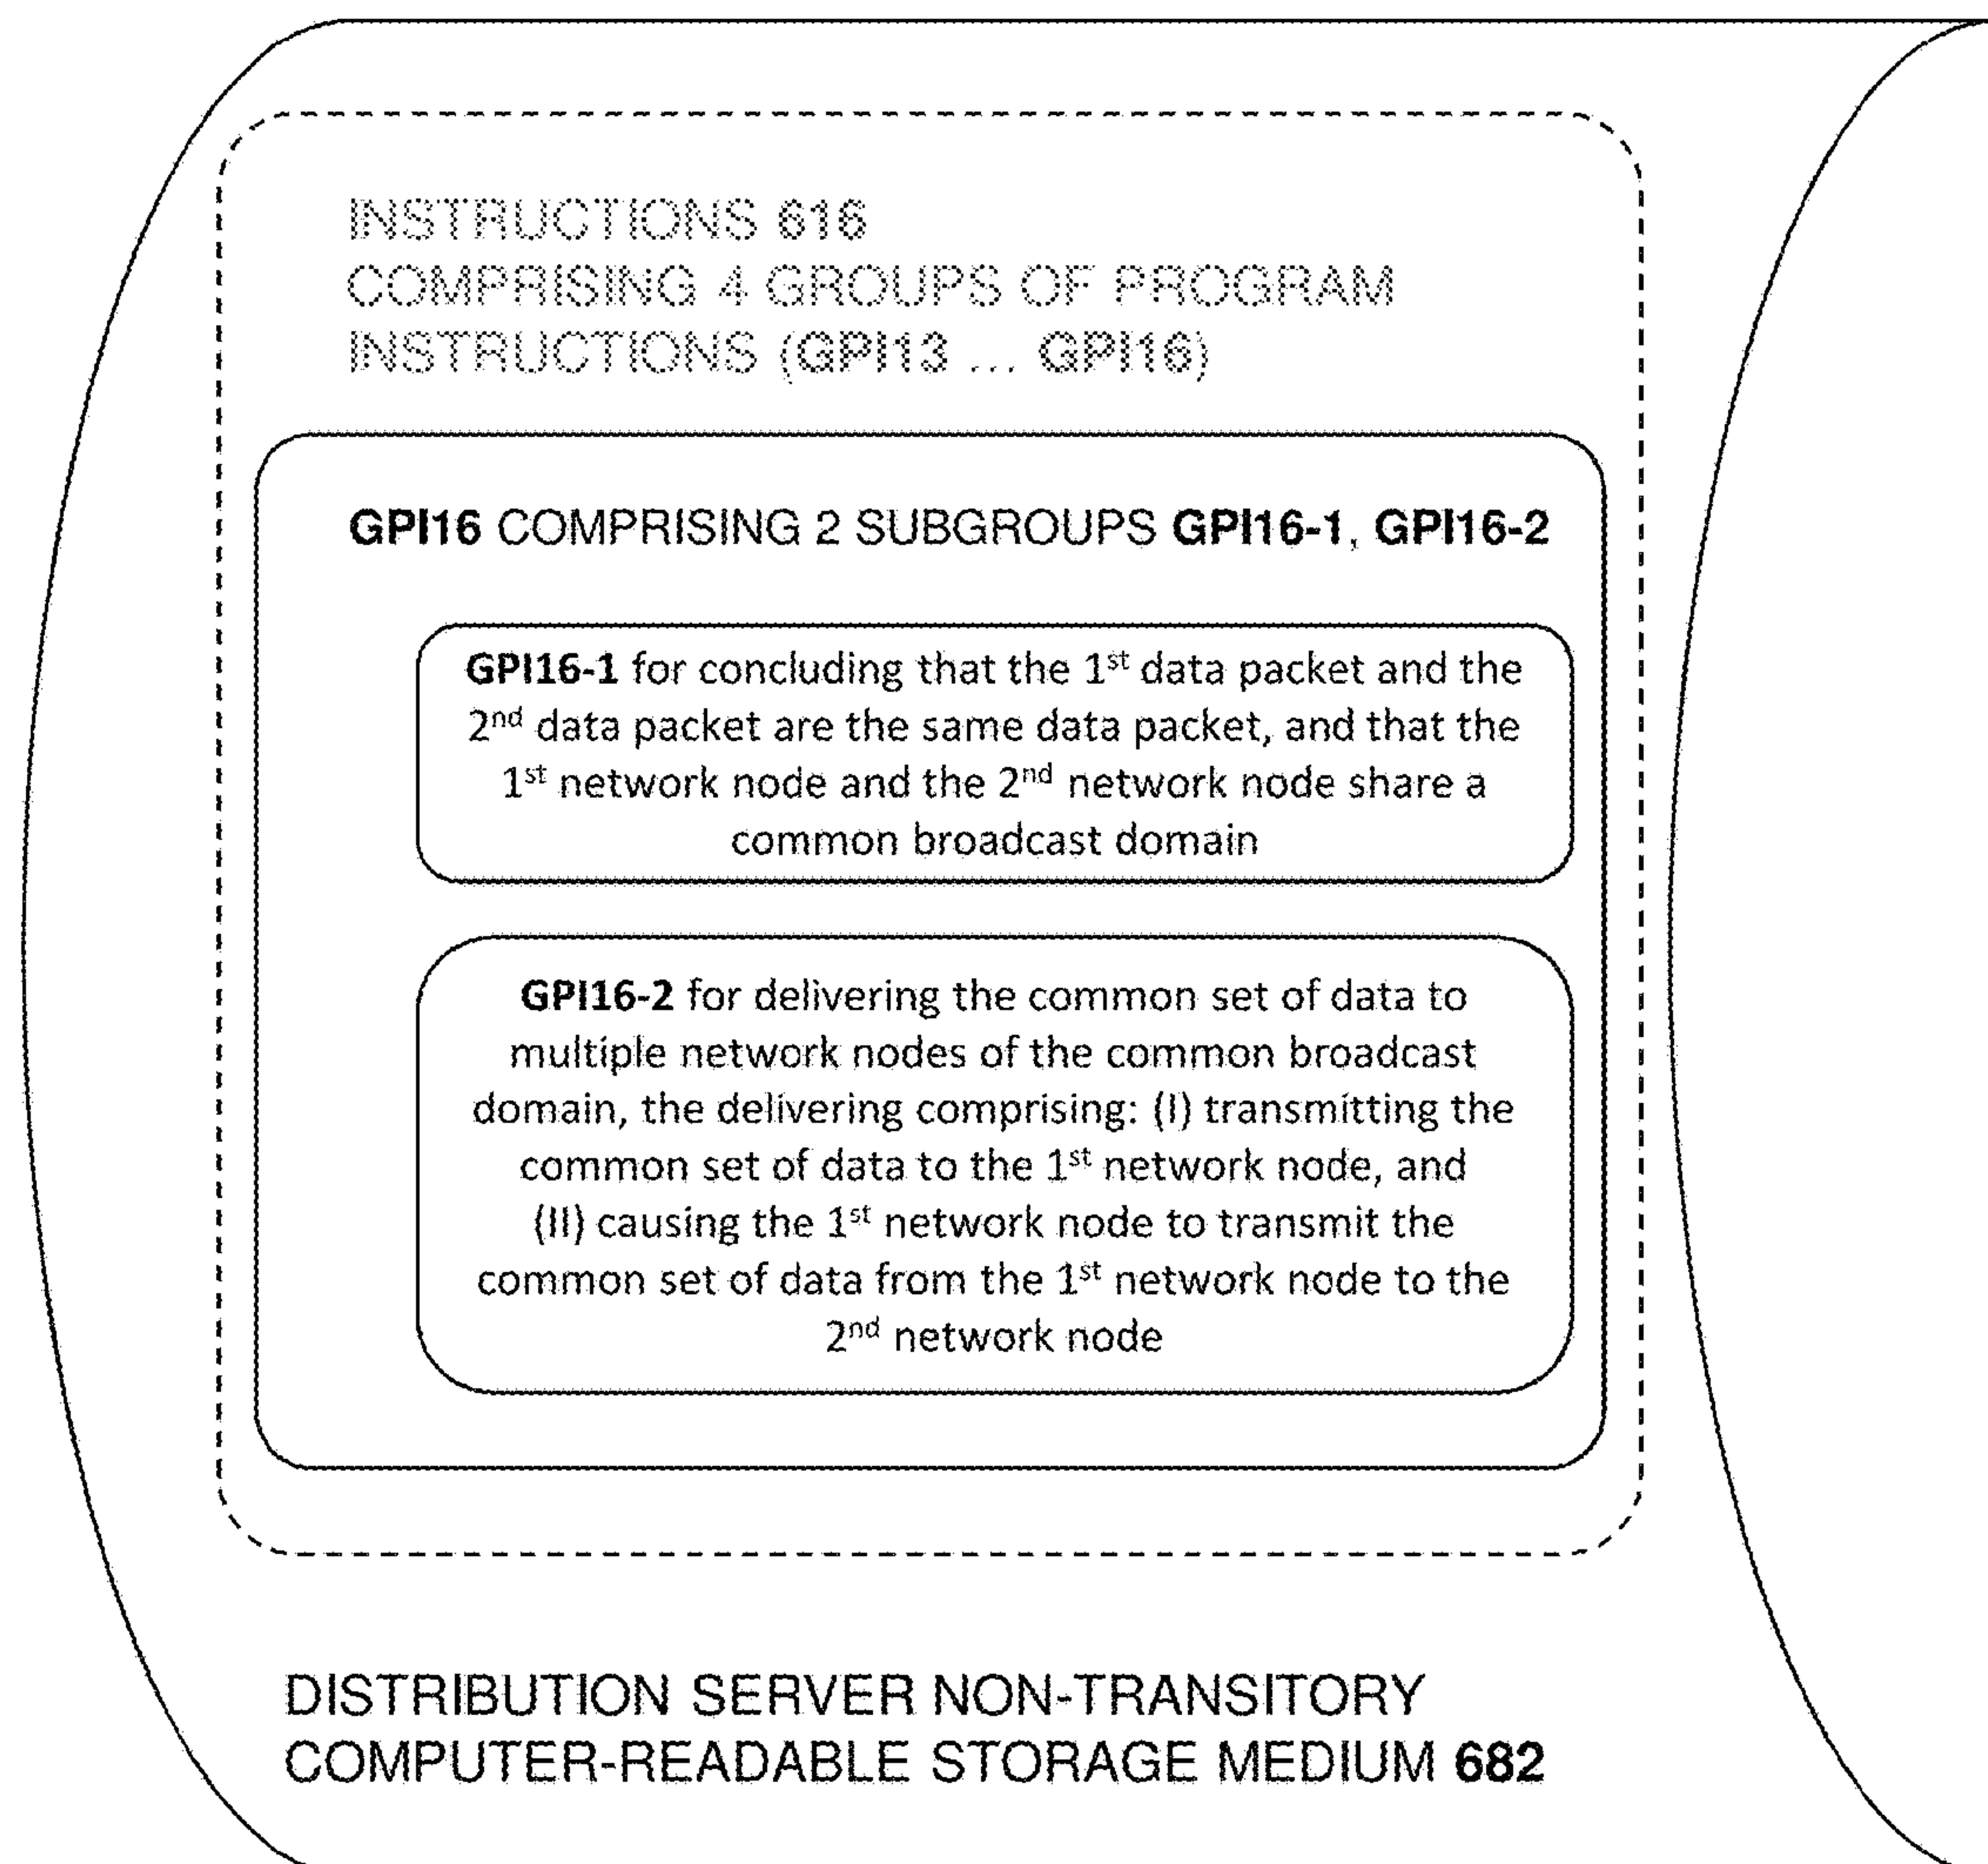 INSTRUCTIONS 616
COMPRISING 4 GROUPS OF PROGRAM
INSTRUCTIONS (GPI13 ... GPI16)
GPI16 COMPRISING 2 SUBGROUPS GPI16-1, GPI16-2
GPI16-1 for concluding that the 1st data packet and the
2nd data packet are the same data packet, and that the
1st network node and the 2nd network node share a
common broadcast domain
GPI16-2 for delivering the common set of data to
multiple network nodes of the common broadcast
domain, the delivering comprising: (I) transmitting the
common set of data to the 1st network node, and
(II) causing the 1st network node to transmit the
common set of data from the 1st network node to the
2nd network node
DISTRIBUTION SERVER NON-TRANSITORY
COMPUTER-READABLE STORAGE MEDIUM 682